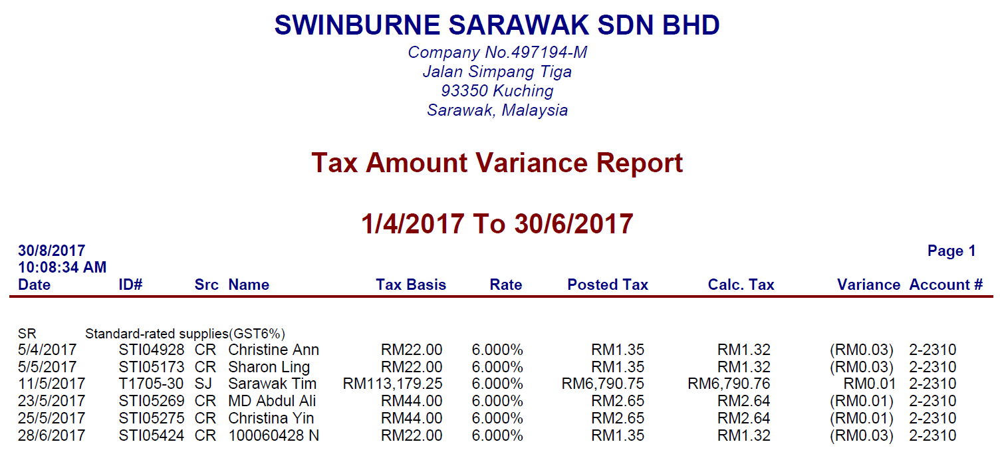 SWINBURNE SARAWAK SDN BHD
Company No.497194-M
Jalan Simpang Tiga
93350 Kuching
Sarawak, Malaysia
Tax Amount Variance Report
1/4/2017 To 30/6/2017
30/8/2017 Page 1
10:08:34 AM
Date ID# Src Name Tax Basis Rate Posted Tax Calc. Tax Variance Account #
SR Standard-rated supplies(GST6%)
5/4/2017 STI04928 CR Christine Ann RM22.00 6.000% RM1.35 RM1.32 (RM0.03) 2-2310
5/5/2017 STI05173 CR Sharon Ling RM22.00 6.000% RM1.35 RM1.32 (RM0.03) 2-2310
11/5/2017 T1705-30 SJ Sarawak Tim RM113,179.25 6.000% RM6,790.75 RM6,790.76 RM0.01 2-2310
23/5/2017 STI05269 CR MD Abdul Ali RM44.00 6.000% RM2.65 RM2.64 (RM0.01) 2-2310
25/5/2017 STI05275 CR Christina Yin RM44.00 6.000% RM2.65 RM2.64 (RM0.01) 2-2310
28/6/2017 STI05424 CR 100060428 N RM22.00 6.000% RM1.35 RM1.32 (RM0.03) 2-2310